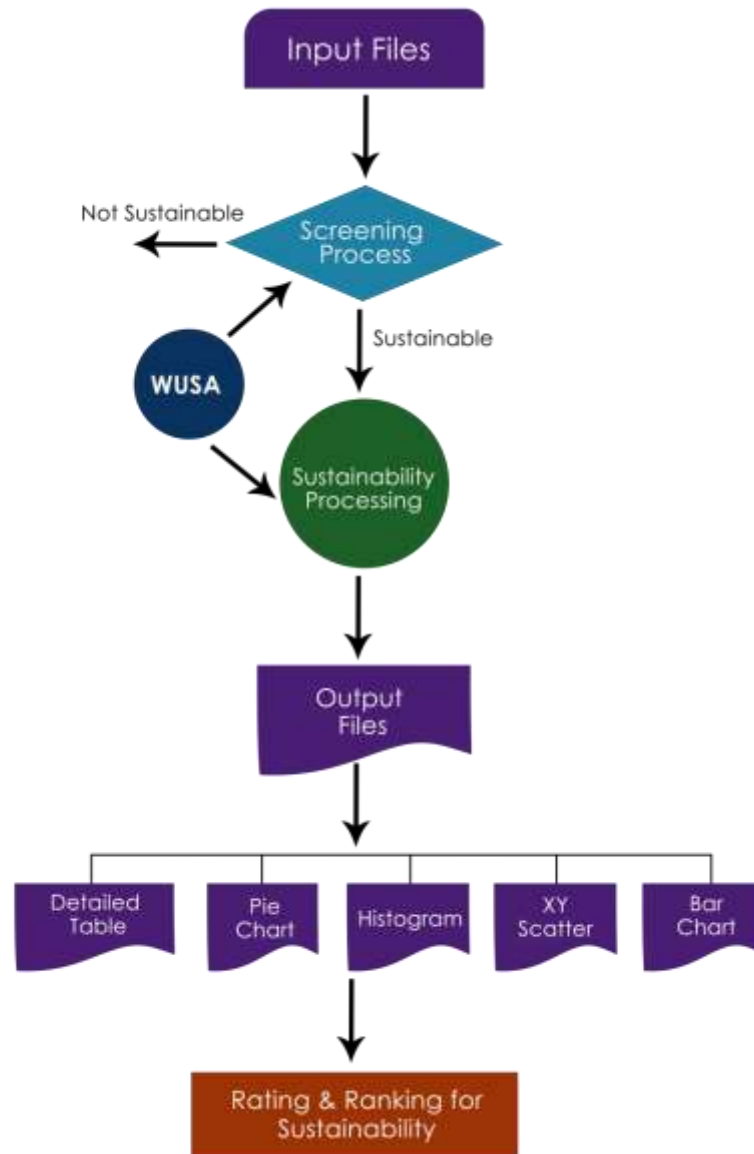 Input Files
Not Sustainable
Screening
Process
WUSA
Sustainable
Sustainability
Processing
Output
Files
Detailed
Table
Pie
Chart
Histogram
XY
Scatter
Bar
Chart
Rating & Ranking for
Sustainability